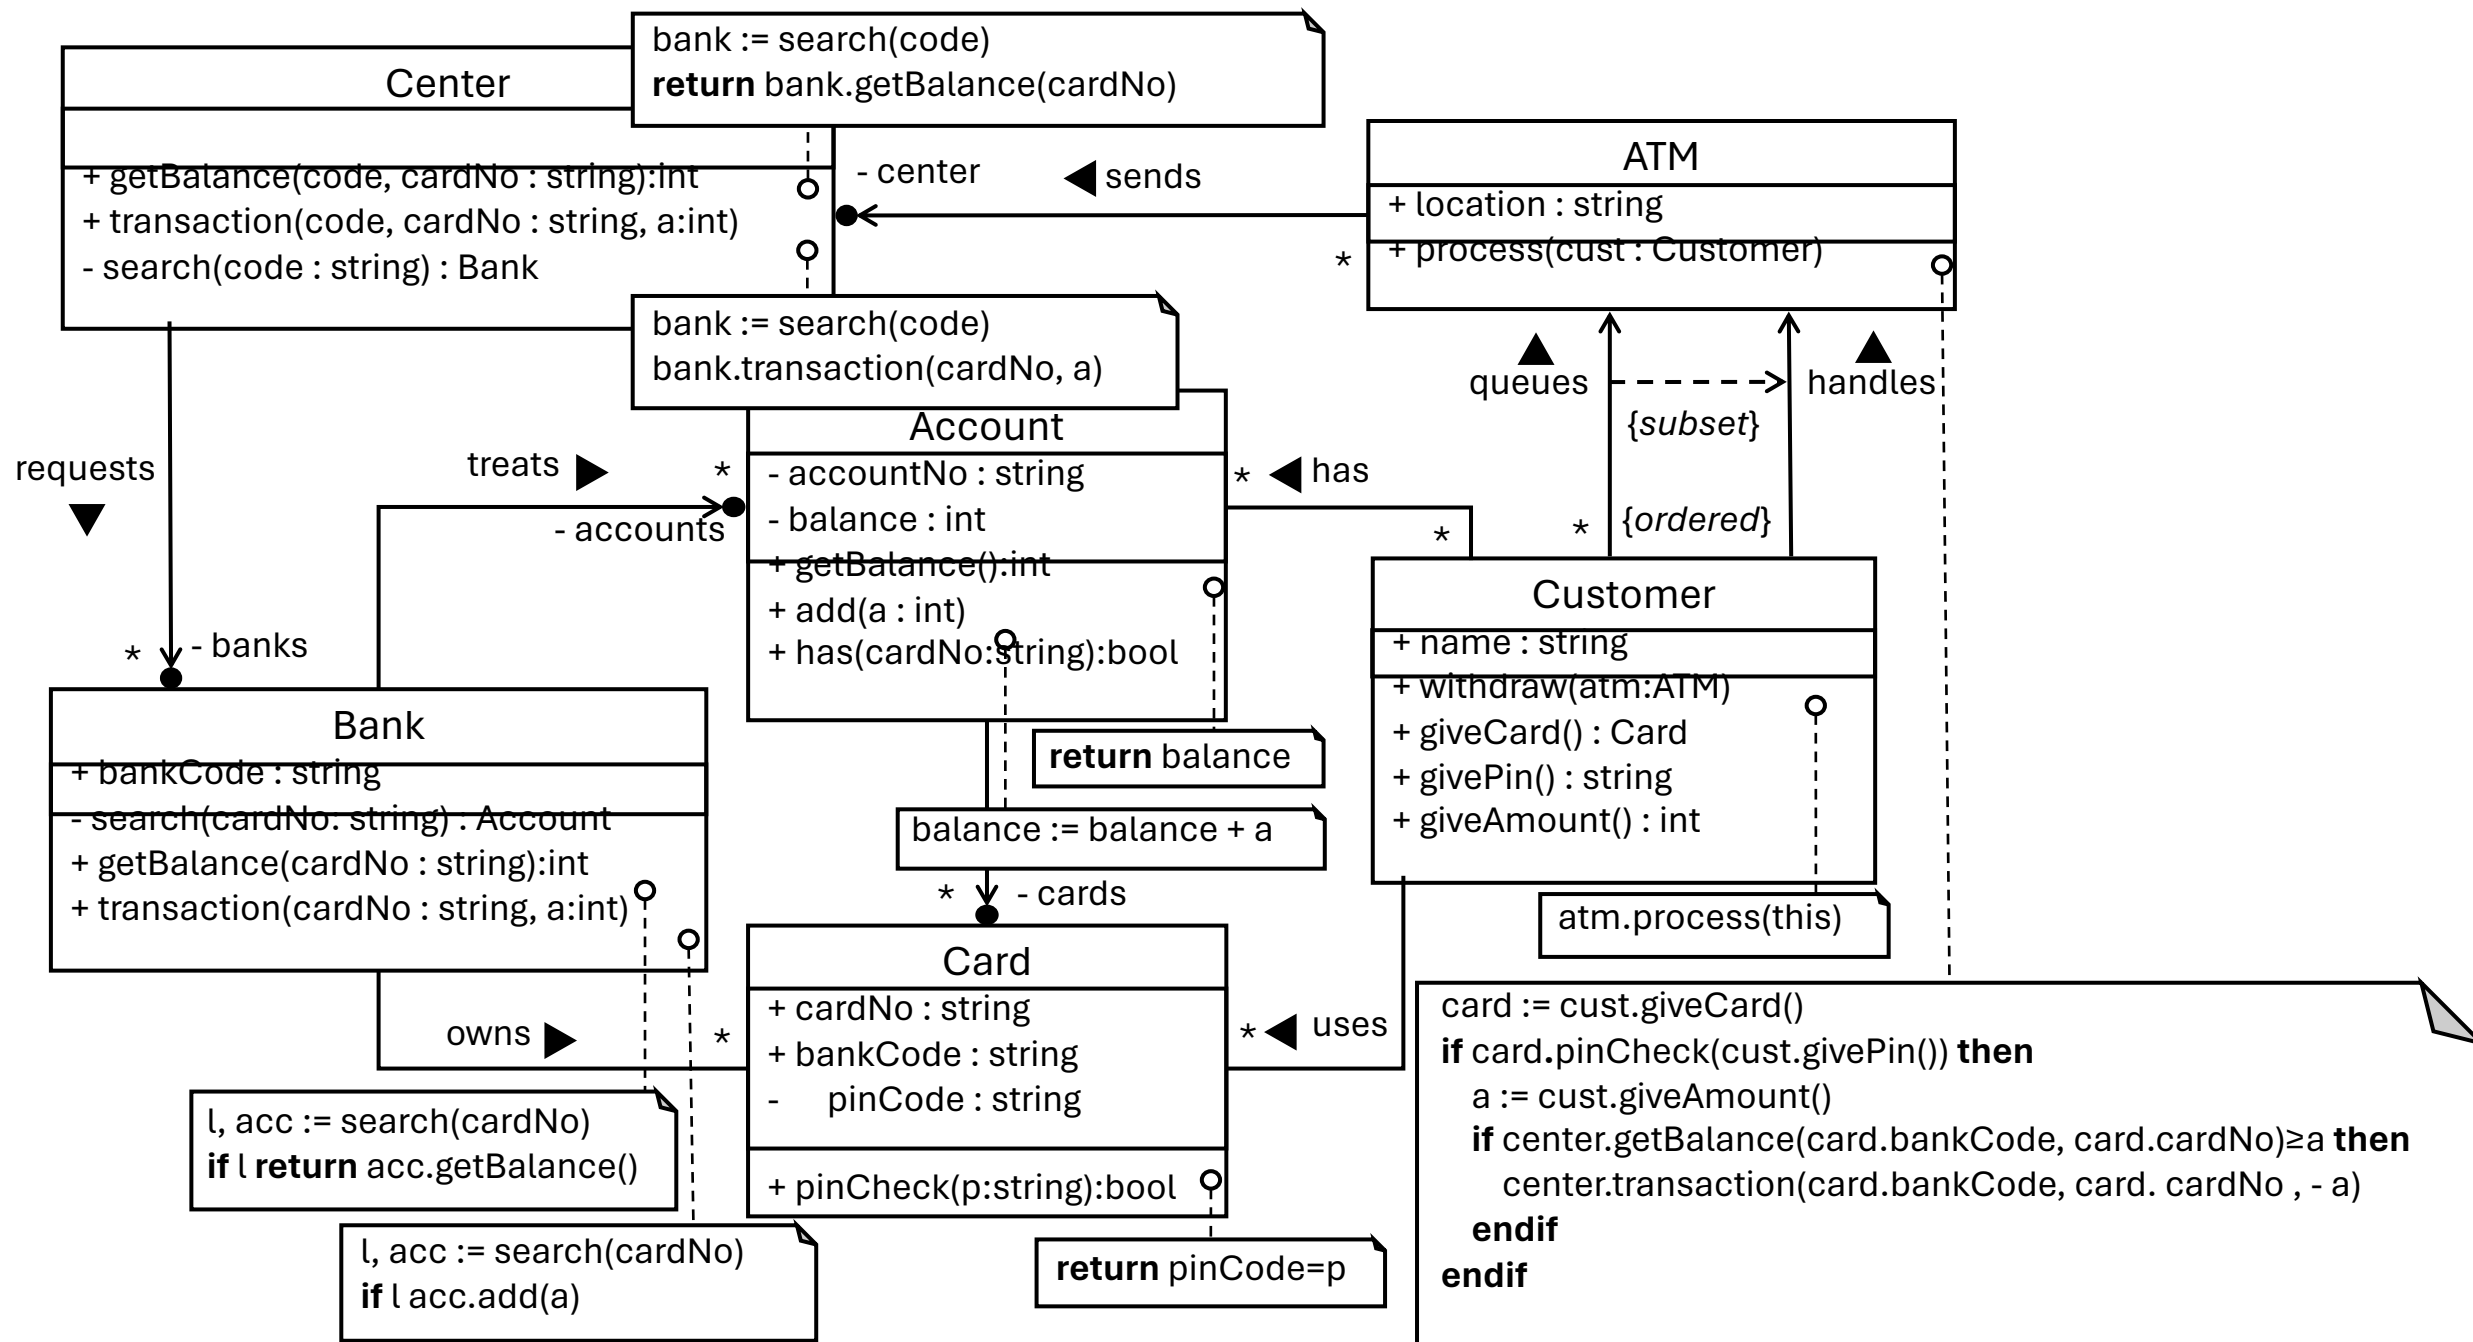 bank := search(code)
return bank.getBalance(cardNo)
Center
+ getBalance(code, cardNo : string):int
+ transaction(code, cardNo : string, a:int)
- search(code : string) : Bank
- center
sends
*
ATM
+ location : string
+ process(cust : Customer)
bank := search(code)
bank.transaction(cardNo, a)
queues
handles
{subset}
{ordered}
*
requests
treats
*
- accounts
Account
- accountNo : string
- balance : int
+ getBalance():int
+ add(a : int)
+ has(cardNo:string):bool
*
has
*
Customer
+ name : string
+ withdraw(atm:ATM)
+ giveCard() : Card
+ givePin() : string
+ giveAmount() : int
*
- banks
Bank
+ bankCode : string
- search(cardNo: string) : Account
+ getBalance(cardNo : string):int
+ transaction(cardNo : string, a:int)
return balance
balance := balance + a
*
- cards
atm.process(this)
Card
+ cardNo : string
+ bankCode : string
- pinCode : string
+ pinCheck(p:string):bool
owns
*
*
uses
card := cust.giveCard()
if card.pinCheck(cust.givePin()) then
a := cust.giveAmount()
if center.getBalance(card.bankCode, card.cardNo)≥a then
center.transaction(card.bankCode, card. cardNo , - a)
endif
endif
l, acc := search(cardNo)
if l return acc.getBalance()
l, acc := search(cardNo)
if l acc.add(a)
return pinCode=p